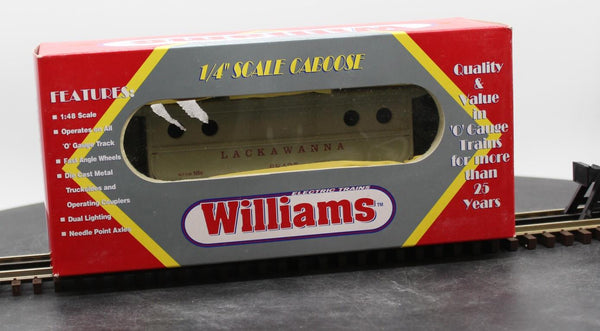 1/4" SCALE CABOOSE
FEATURES:
1:48 Scale
Operates on All
'O' Gauge Track
Fast Angle Wheels
Die Cast Metal
Trucksides and
Operating Couplers
Dual Lighting
Needle Point Axles
LACKAWANNA
ELECTRIC TRAINS
Williams™
Quality
&
Value
in
'O' Gauge
Trains
for more
than
25
Years